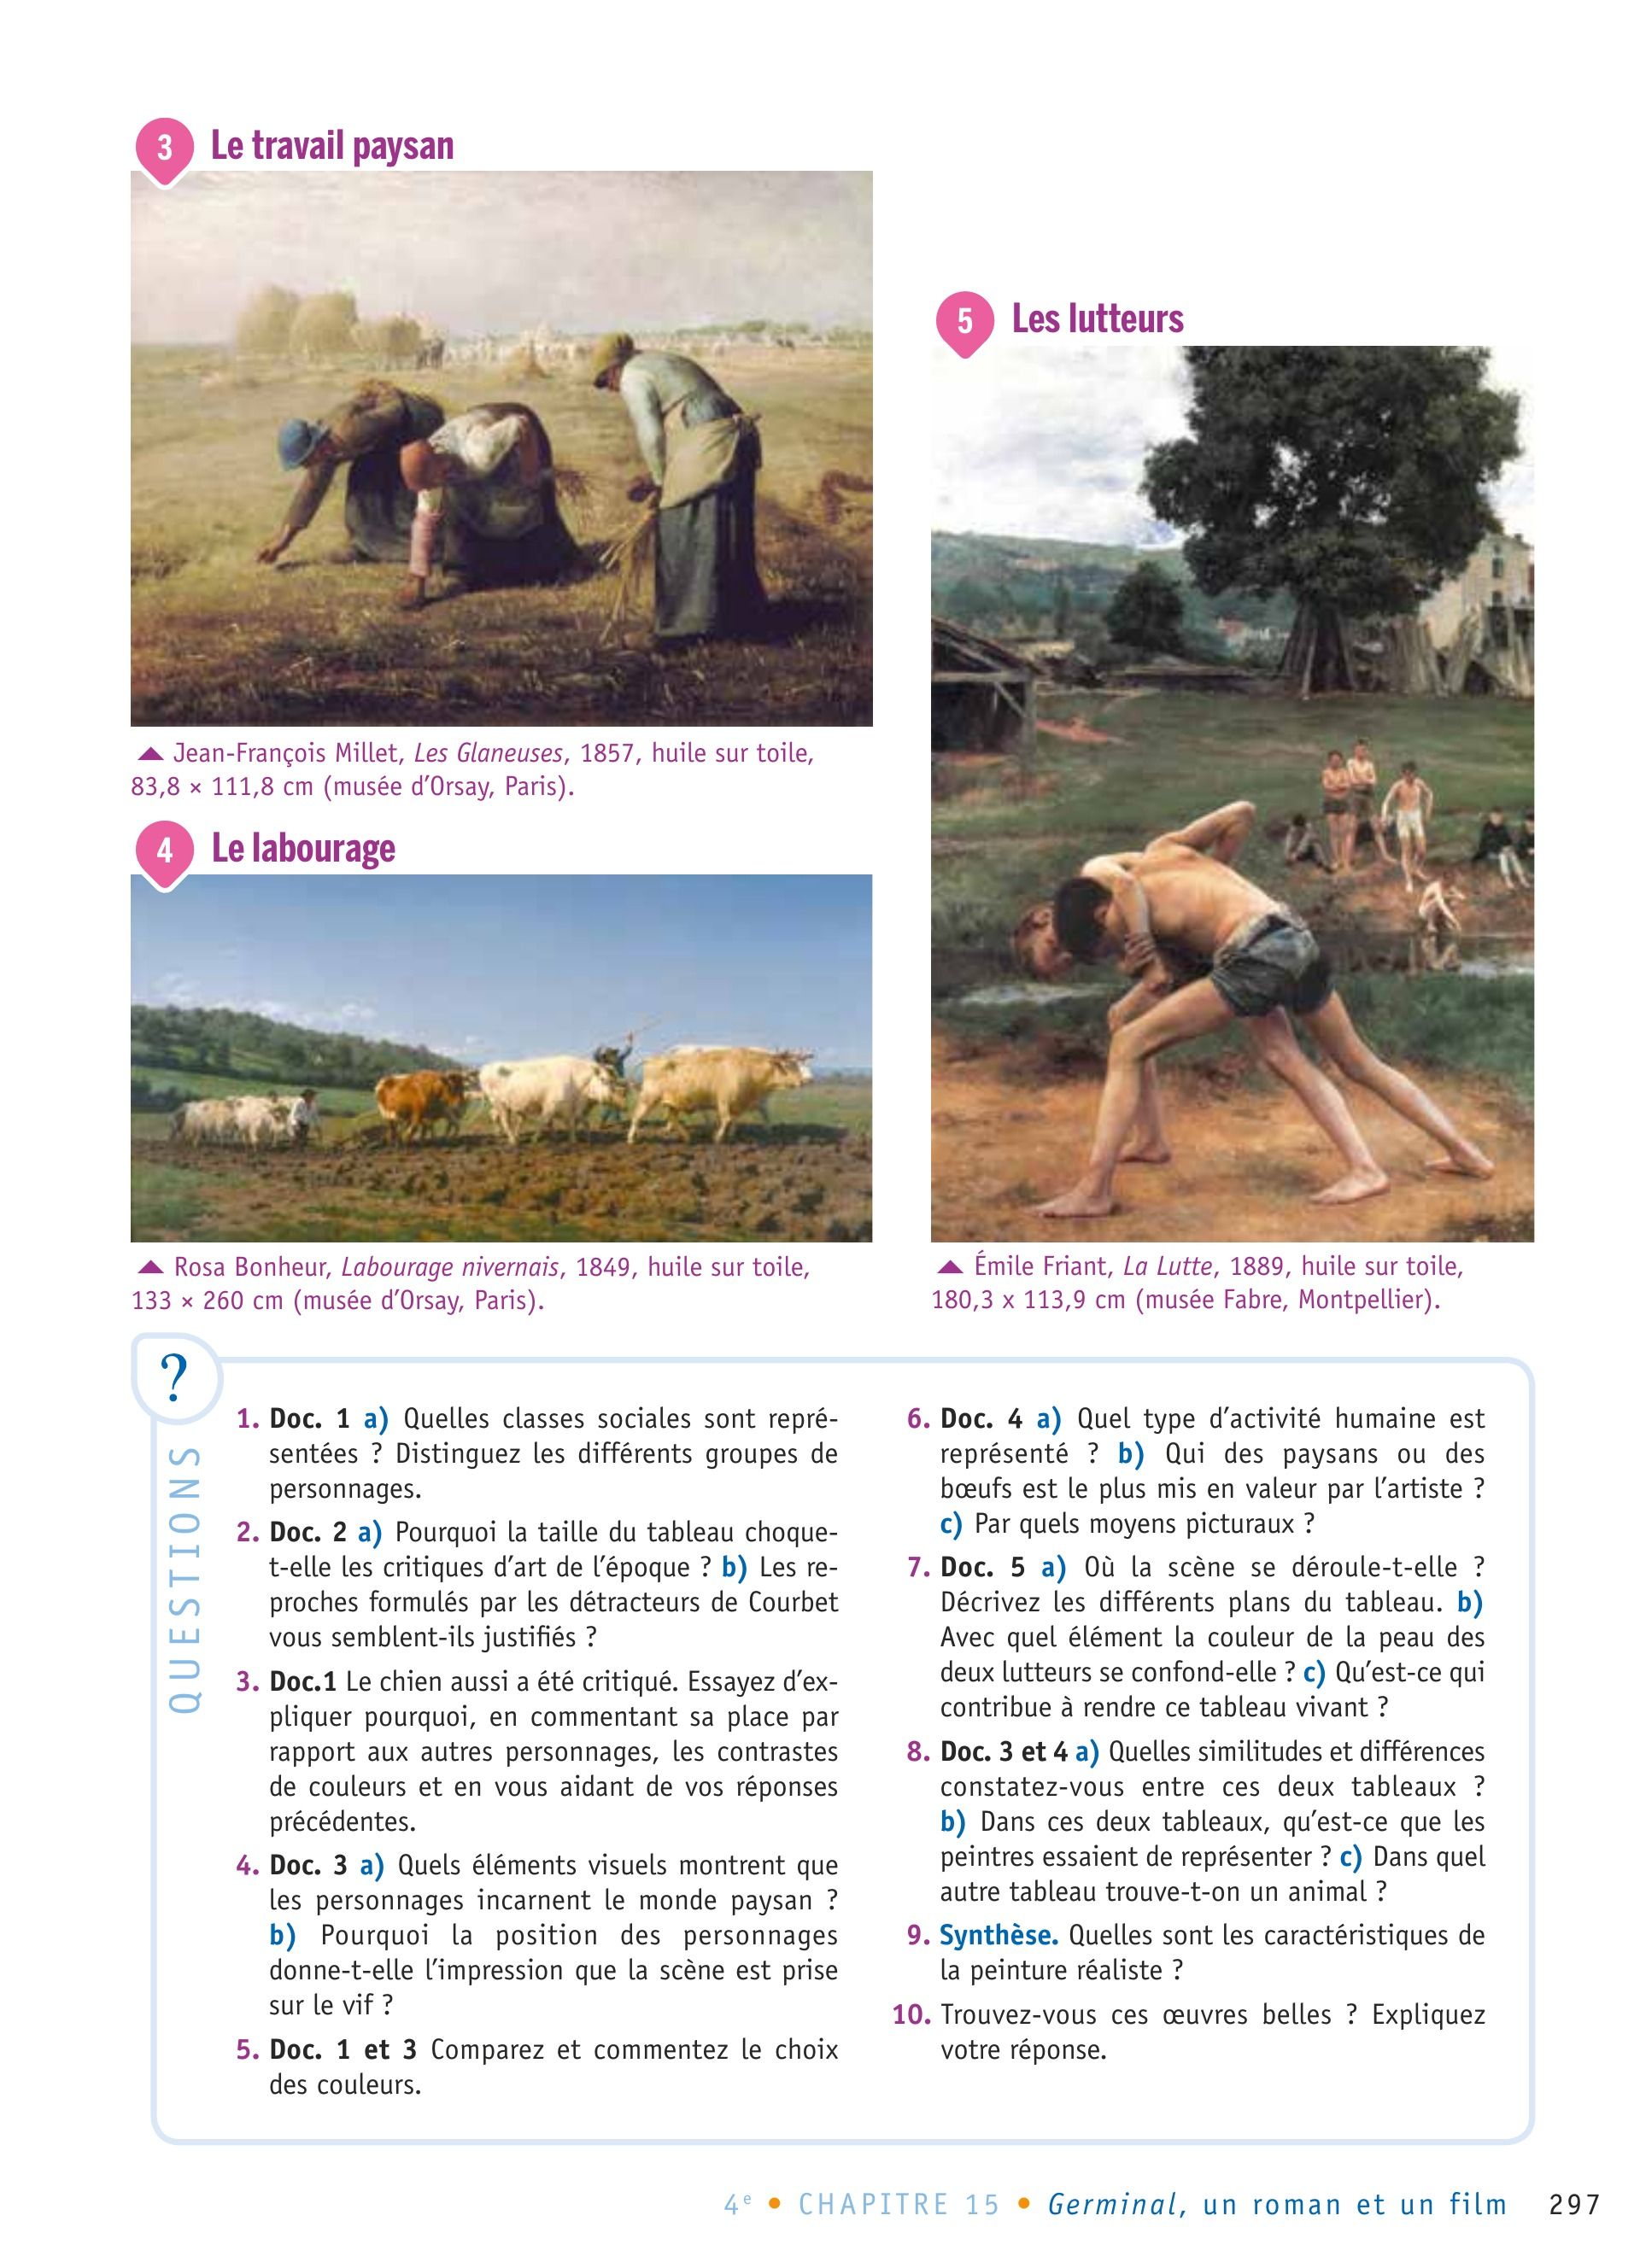 3 Le travail paysan
Jean-François Millet, Les Glaneuses, 1857, huile sur toile,
83,8 × 111,8 cm (musée d’Orsay, Paris).
4 Le labourage
Rosa Bonheur, Labourage nivernais, 1849, huile sur toile,
133 × 260 cm (musée d’Orsay, Paris).
5 Les lutteurs
Émile Friant, La Lutte, 1889, huile sur toile,
180,3 x 113,9 cm (musée Fabre, Montpellier).
?
QUESTIONS
1. Doc. 1 a) Quelles classes sociales sont repré-
sentées ? Distinguez les différents groupes de
personnages.
2. Doc. 2 a) Pourquoi la taille du tableau choque-
t-elle les critiques d’art de l’époque ? b) Les re-
proches formulés par les détracteurs de Courbet
vous semblent-ils justifiés ?
3. Doc.1 Le chien aussi a été critiqué. Essayez d’ex-
pliquer pourquoi, en commentant sa place par
rapport aux autres personnages, les contrastes
de couleurs et en vous aidant de vos réponses
précédentes.
4. Doc. 3 a) Quels éléments visuels montrent que
les personnages incarnent le monde paysan ?
b) Pourquoi la position des personnages
donne-t-elle l’impression que la scène est prise
sur le vif ?
5. Doc. 1 et 3 Comparez et commentez le choix
des couleurs.
6. Doc. 4 a) Quel type d’activité humaine est
représenté ? b) Qui des paysans ou des
bœufs est le plus mis en valeur par l’artiste ?
c) Par quels moyens picturaux ?
7. Doc. 5 a) Où la scène se déroule-t-elle ?
Décrivez les différents plans du tableau. b)
Avec quel élément la couleur de la peau des
deux lutteurs se confond-elle ? c) Qu’est-ce qui
contribue à rendre ce tableau vivant ?
8. Doc. 3 et 4 a) Quelles similitudes et différences
constatez-vous entre ces deux tableaux ?
b) Dans ces deux tableaux, qu’est-ce que les
peintres essaient de représenter ? c) Dans quel
autre tableau trouve-t-on un animal ?
9. Synthèse. Quelles sont les caractéristiques de
la peinture réaliste ?
10. Trouvez-vous ces œuvres belles ? Expliquez
votre réponse.
4e • CHAPITRE 15 • Germinal, un roman et un film 297